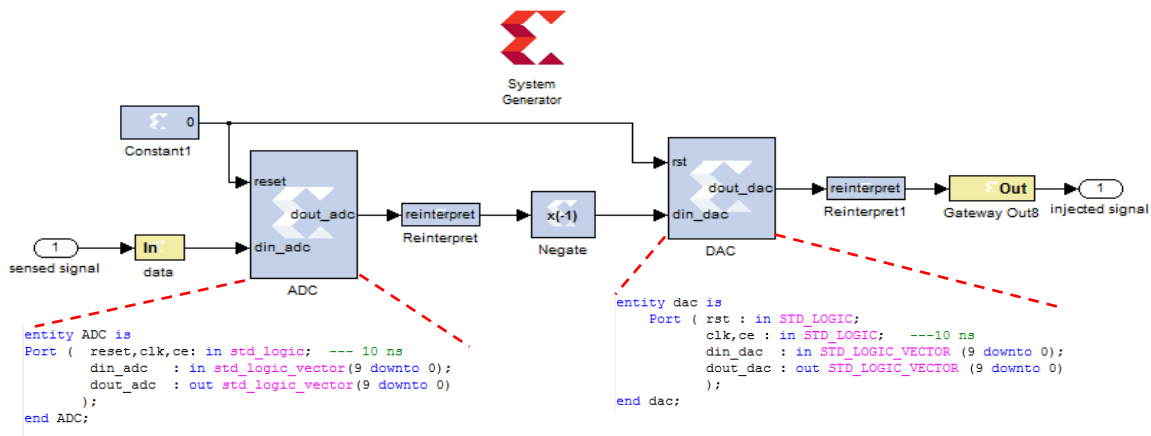 System
Generator
0
Constant1
reset
dout_adc
din_adc
ADC
1
sensed signal
In
data
reinterpret
Reinterpret
x(-1)
Negate
rst
dout_dac
din_dac
DAC
reinterpret
Reinterpret1
Out
Gateway Out8
1
injected signal
entity ADC is
Port ( reset,clk,ce: in std_logic; --- 10 ns
din_adc : in std_logic_vector(9 downto 0);
dout_adc : out std_logic_vector(9 downto 0)
);
end ADC;
entity dac is
Port ( rst : in STD_LOGIC;
clk,ce : in STD_LOGIC; ---10 ns
din_dac : in STD_LOGIC_VECTOR (9 downto 0);
dout_dac : out STD_LOGIC_VECTOR (9 downto 0)
);
end dac;